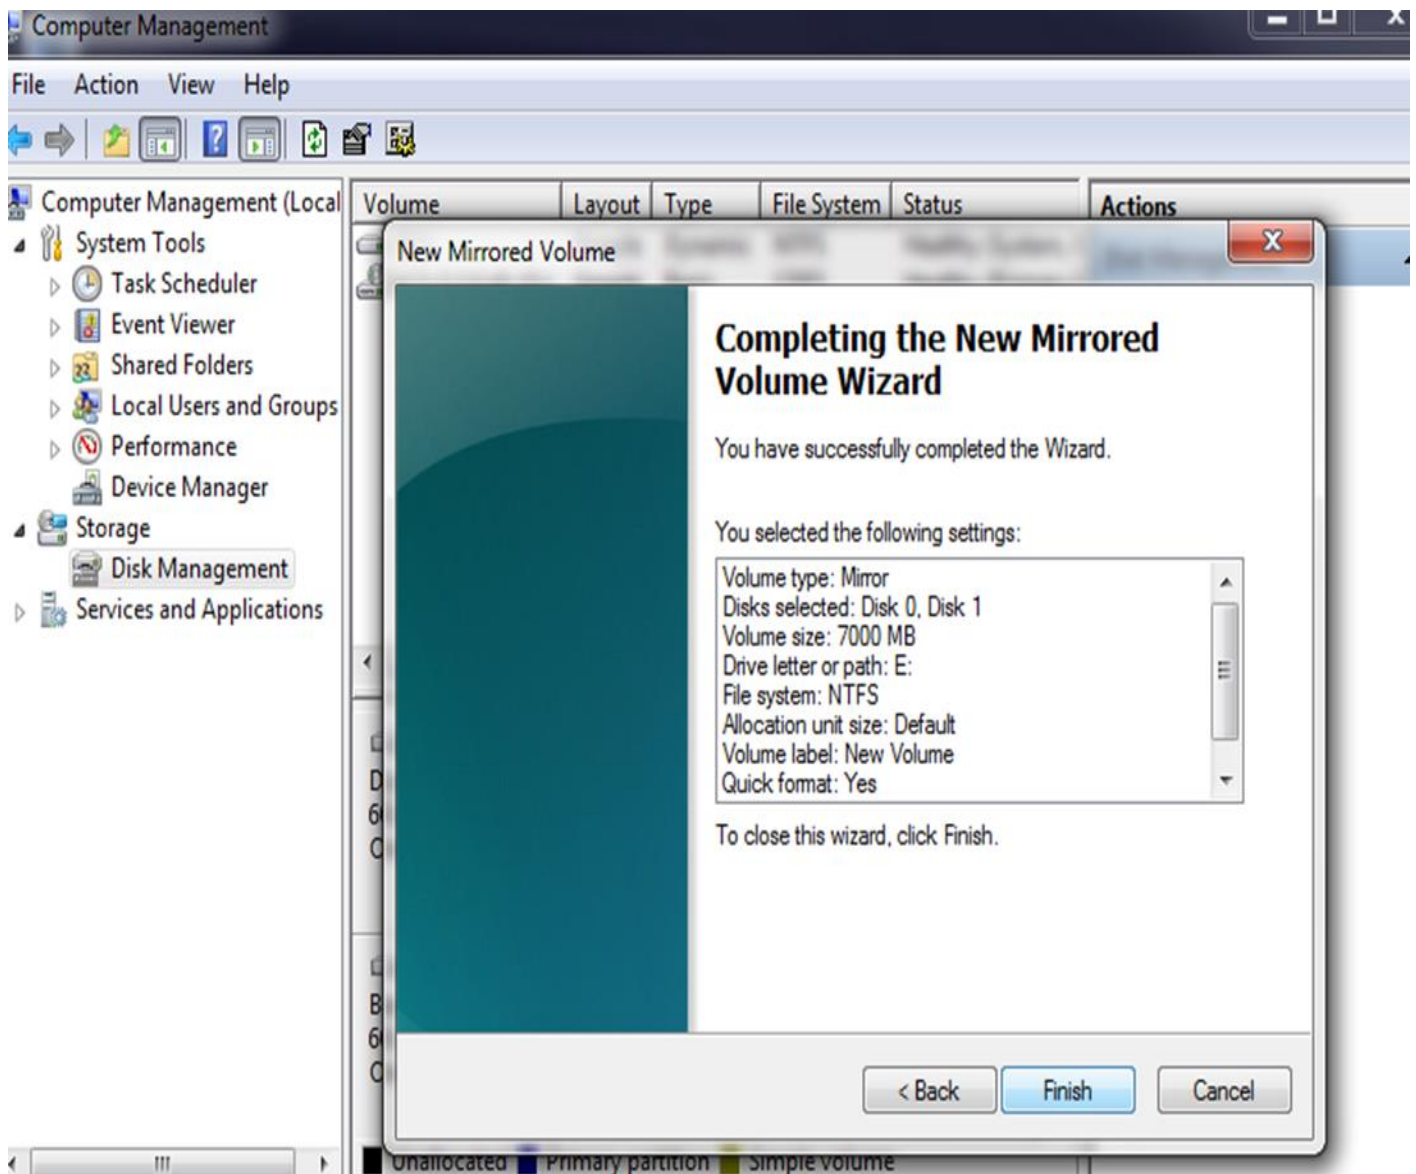 Computer Management
File Action View Help
Computer Management (Local
System Tools
Task Scheduler
Event Viewer
Shared Folders
Local Users and Groups
Performance
Device Manager
Storage
Disk Management
Services and Applications
Volume Layout Type File System Status
Actions
New Mirrored Volume
Completing the New Mirrored
Volume Wizard
You have successfully completed the Wizard.
You selected the following settings:
Volume type: Mirror
Disks selected: Disk 0, Disk 1
Volume size: 7000 MB
Drive letter or path: E:
File system: NTFS
Allocation unit size: Default
Volume label: New Volume
Quick format: Yes
To close this wizard, click Finish.
< Back Finish Cancel
Unallocated Primary partition Simple volume